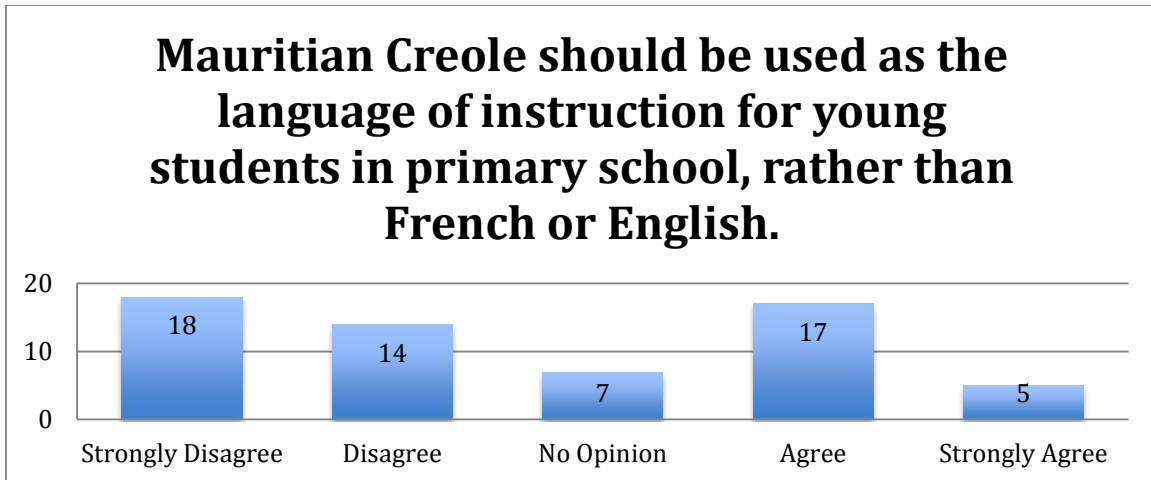 Mauritian Creole should be used as the
language of instruction for young
students in primary school, rather than
French or English.
20
10
0
18
14
7
17
5
Strongly Disagree
Disagree
No Opinion
Agree
Strongly Agree